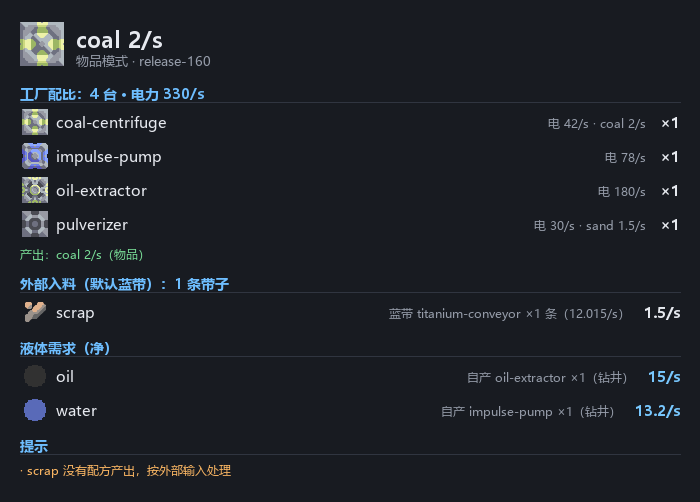 coal 2/s
物品模式 · release-160
工厂配比: 4 台 • 电力 330/s
coal-centrifuge 电 42/s · coal 2/s ×1
impulse-pump 电 78/s ×1
oil-extractor 电 180/s ×1
pulverizer 电 30/s · sand 1.5/s ×1
产出: coal 2/s（物品）
外部入料（默认蓝带）: 1 条带子
scrap 蓝带 titanium-conveyor ×1 条（12.015/s） 1.5/s
液体需求（净）
oil 自产 oil-extractor ×1（钻井） 15/s
water 自产 impulse-pump ×1（钻井） 13.2/s
提示
· scrap 没有配方产出，按外部输入处理